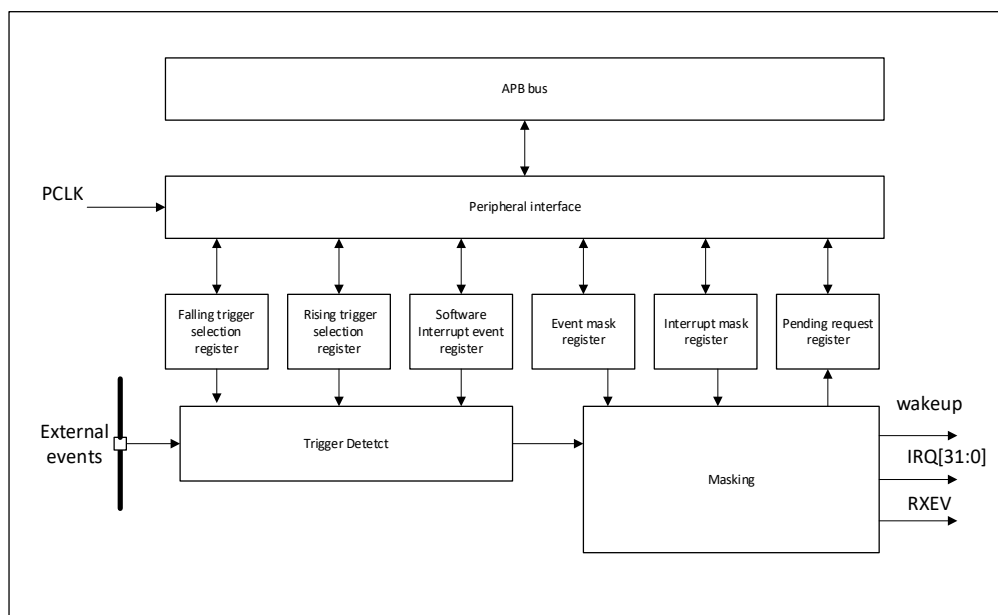 APB bus
PCLK
Peripheral interface
Falling trigger
selection
register
Rising trigger
selection
register
Software
Interrupt event
register
Event mask
register
Interrupt mask
register
Pending request
register
External
events
Trigger Detetct
Masking
wakeup
IRQ[31:0]
RXEV